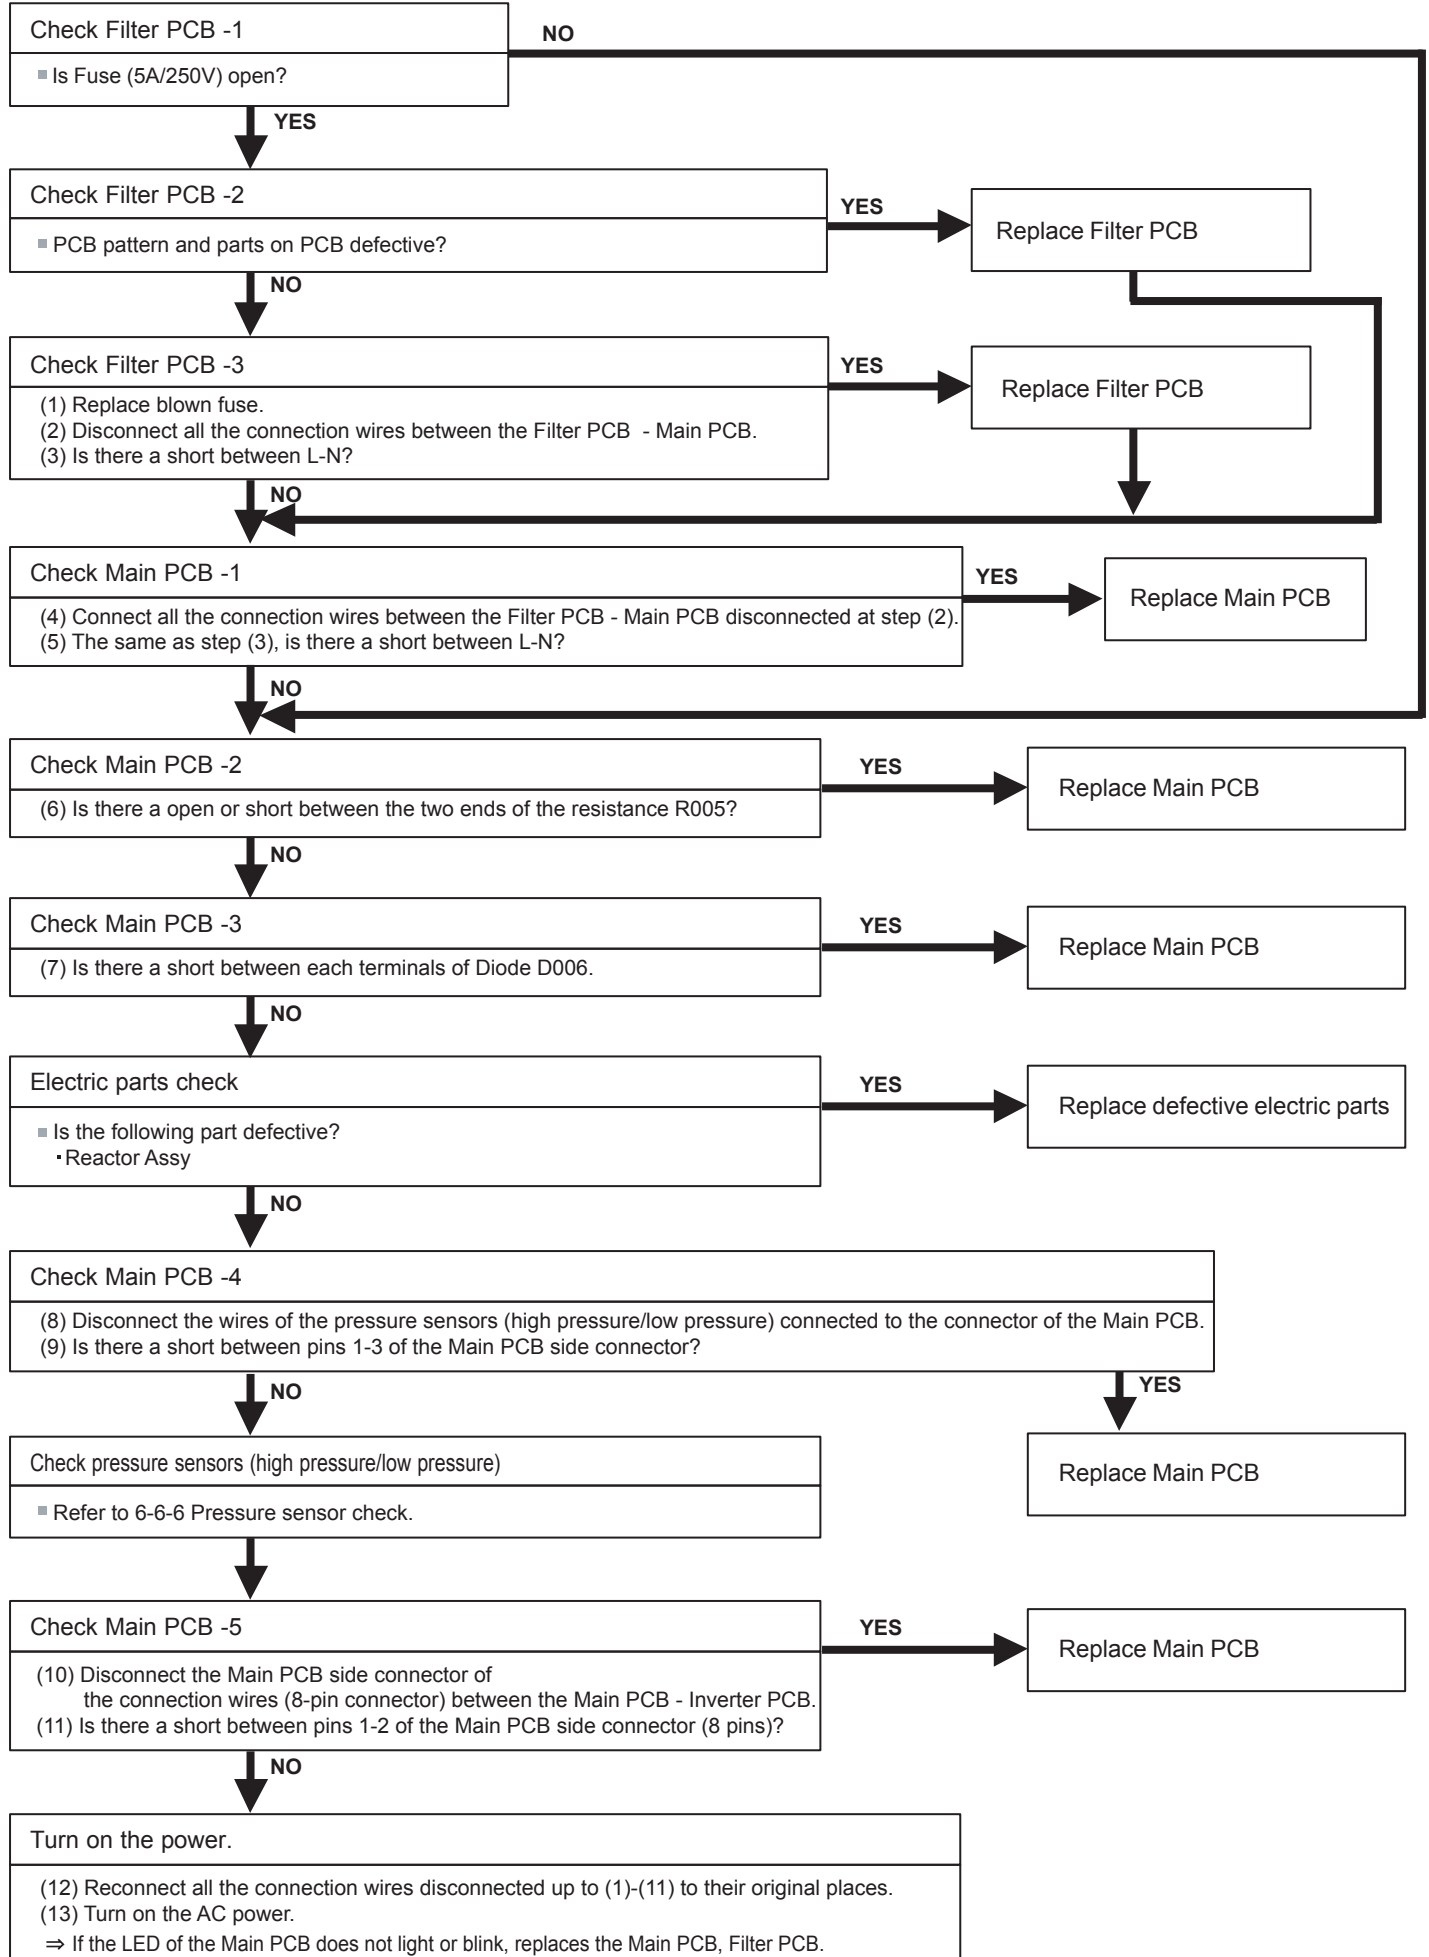 Check Filter PCB -1
NO
Is Fuse (5A/250V) open?
YES
Check Filter PCB -2
YES
Replace Filter PCB
PCB pattern and parts on PCB defective?
NO
Check Filter PCB -3
YES
Replace Filter PCB
(1) Replace blown fuse.
(2) Disconnect all the connection wires between the Filter PCB - Main PCB.
(3) Is there a short between L-N?
NO
Check Main PCB -1
YES
Replace Main PCB
(4) Connect all the connection wires between the Filter PCB - Main PCB disconnected at step (2).
(5) The same as step (3), is there a short between L-N?
NO
Check Main PCB -2
YES
Replace Main PCB
(6) Is there a open or short between the two ends of the resistance R005?
NO
Check Main PCB -3
YES
Replace Main PCB
(7) Is there a short between each terminals of Diode D006.
NO
Electric parts check
YES
Replace defective electric parts
Is the following part defective?
・Reactor Assy
NO
Check Main PCB -4
(8) Disconnect the wires of the pressure sensors (high pressure/low pressure) connected to the connector of the Main PCB.
(9) Is there a short between pins 1-3 of the Main PCB side connector?
NO
YES
Check pressure sensors (high pressure/low pressure)
Replace Main PCB
Refer to 6-6-6 Pressure sensor check.
Check Main PCB -5
YES
Replace Main PCB
(10) Disconnect the Main PCB side connector of
the connection wires (8-pin connector) between the Main PCB - Inverter PCB.
(11) Is there a short between pins 1-2 of the Main PCB side connector (8 pins)?
NO
Turn on the power.
(12) Reconnect all the connection wires disconnected up to (1)-(11) to their original places.
(13) Turn on the AC power.
⇒ If the LED of the Main PCB does not light or blink, replaces the Main PCB, Filter PCB.